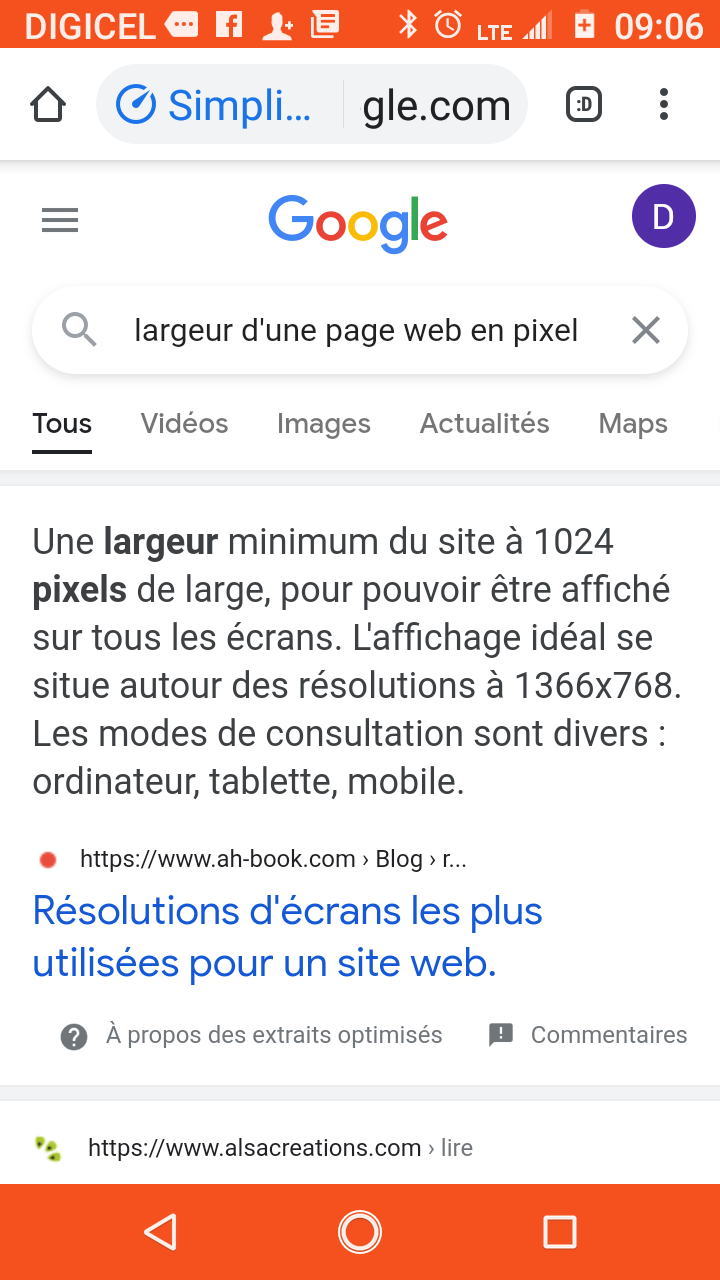 DIGICEL LTE 09:06
Simpli... gle.com :D
Google D
largeur d'une page web en pixel
Tous Vidéos Images Actualités Maps
Une largeur minimum du site à 1024
pixels de large, pour pouvoir être affiché
sur tous les écrans. L'affichage idéal se
situe autour des résolutions à 1366x768.
Les modes de consultation sont divers :
ordinateur, tablette, mobile.
https://www.ah-book.com › Blog › r...
Résolutions d'écrans les plus
utilisées pour un site web.
À propos des extraits optimisés Commentaires
https://www.alsacreations.com › lire